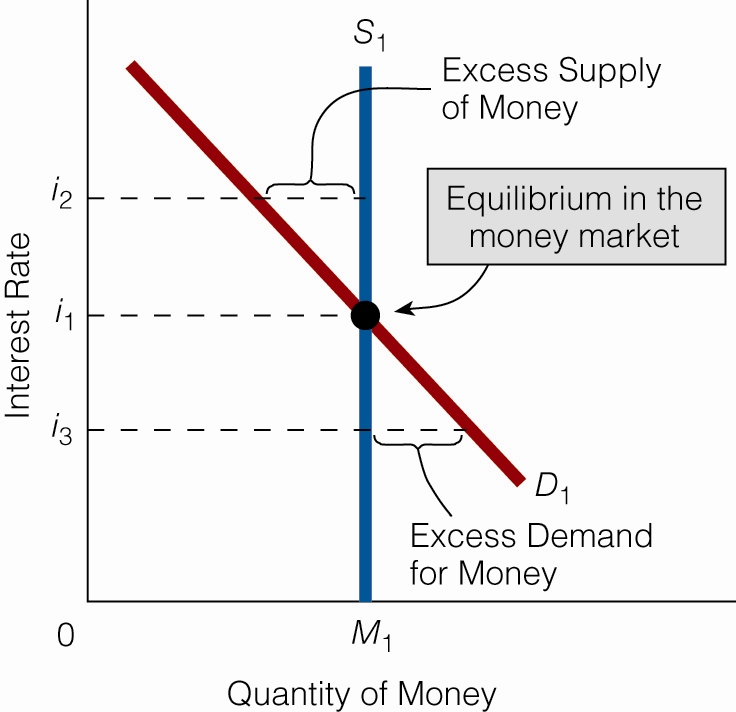 S1
Excess Supply
of Money
i2
Equilibrium in the
money market
Interest Rate
i1
i3
D1
Excess Demand
for Money
0
M1
Quantity of Money